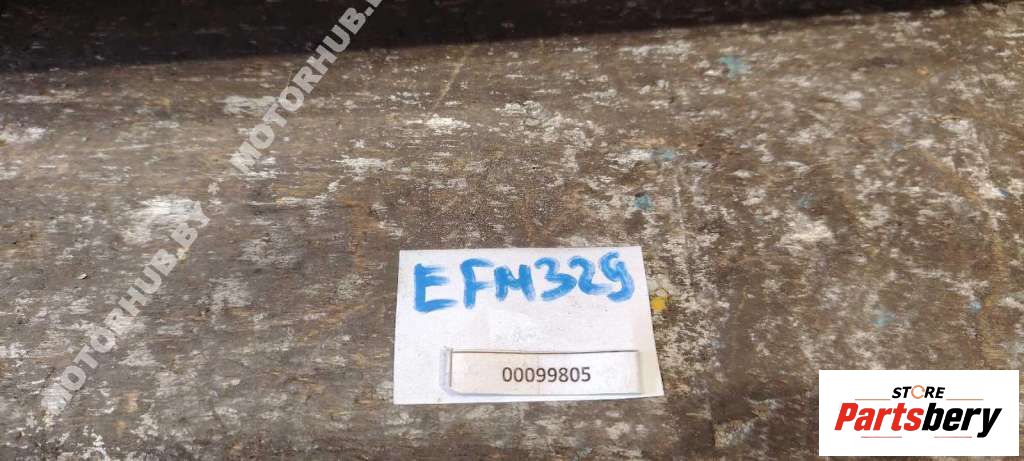 MOTORHUB.BY * MOTORHUB.BY
EFM329
00099805
STORE
Partsbery